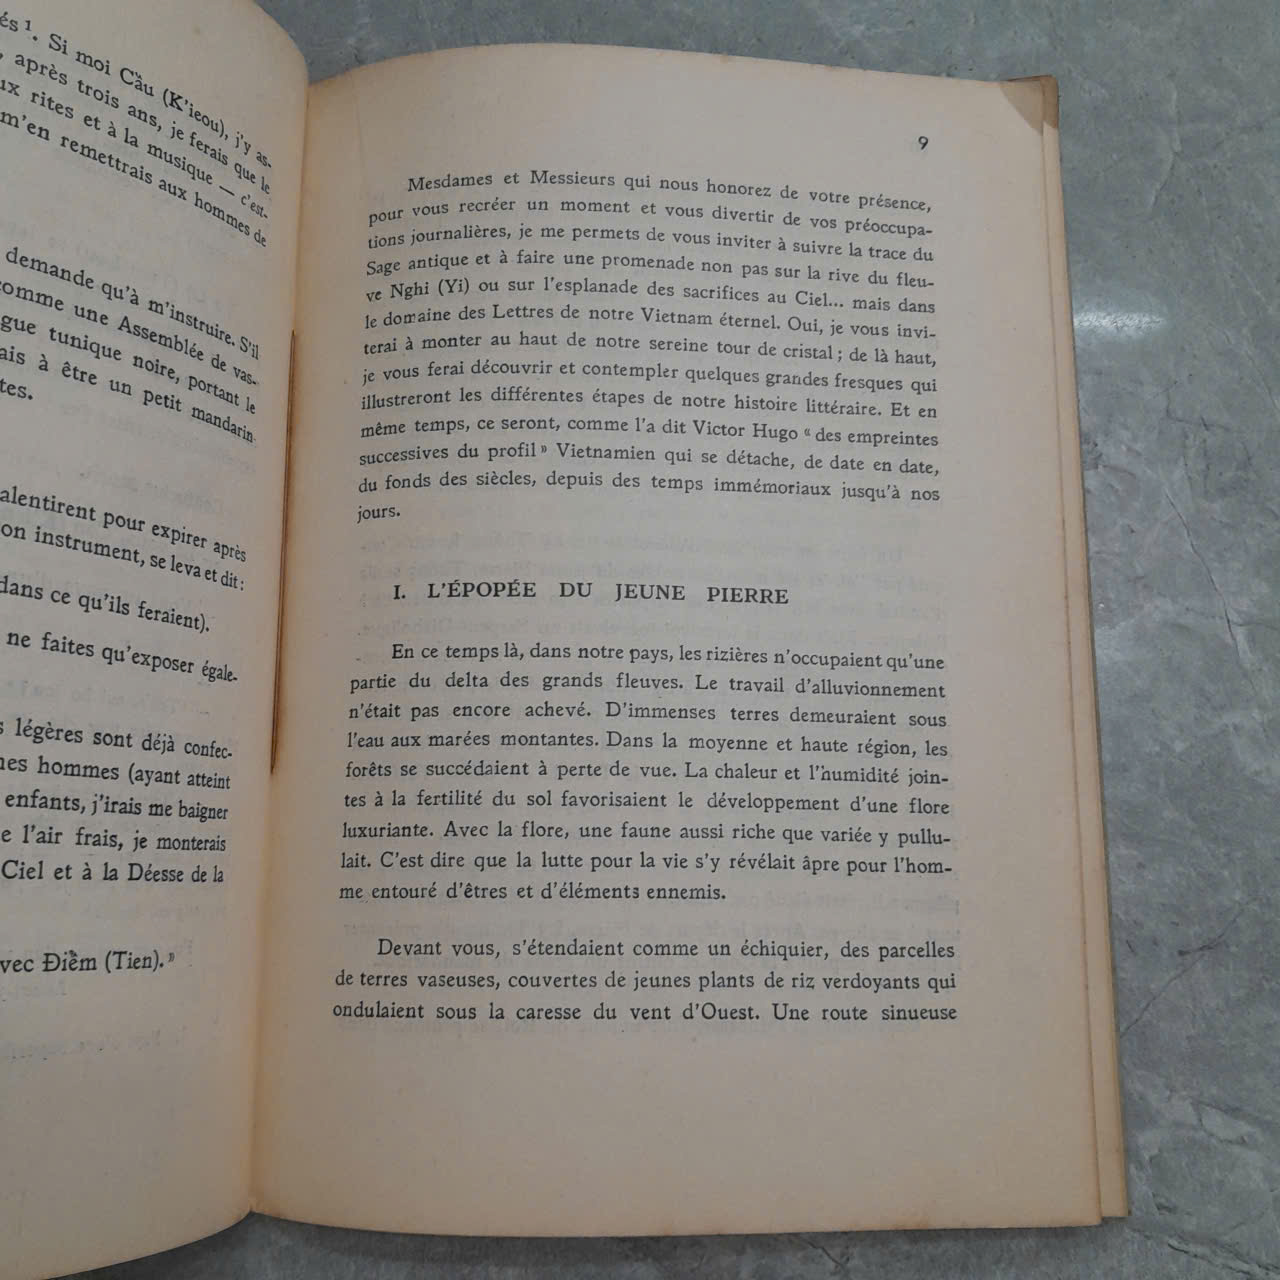 és ¹. Si moi Cầu (K'ieou), j'y as-
, après trois ans, je ferais que le
ux rites et à la musique — c'est-
m'en remettrais aux hommes de
demande qu'à m'instruire. S'il
comme une Assemblée de vas-
gue tunique noire, portant le
ais à être un petit mandarin
tes.
alentirent pour expirer après
on instrument, se leva et dit :
dans ce qu'ils feraient).
ne faites qu'exposer égale-
s légères sont déjà confec-
nes hommes (ayant atteint
enfants, j'irais me baigner
e l'air frais, je monterais
Ciel et à la Déesse de la
vec Điềm (Tien). »
9
Mesdames et Messieurs qui nous honorez de votre présence,
pour vous recréer un moment et vous divertir de vos préoccupa-
tions journalières, je me permets de vous inviter à suivre la trace du
Sage antique et à faire une promenade non pas sur la rive du fleu-
ve Nghi (Yi) ou sur l'esplanade des sacrifices au Ciel... mais dans
le domaine des Lettres de notre Vietnam éternel. Oui, je vous invi-
terai à monter au haut de notre sereine tour de cristal ; de là haut,
je vous ferai découvrir et contempler quelques grandes fresques qui
illustreront les différentes étapes de notre histoire littéraire. Et en
même temps, ce seront, comme l'a dit Victor Hugo « des empreintes
successives du profil » Vietnamien qui se détache, de date en date,
du fonds des siècles, depuis des temps immémoriaux jusqu'à nos
jours.
I. L'ÉPOPÉE DU JEUNE PIERRE
En ce temps là, dans notre pays, les rizières n'occupaient qu'une
partie du delta des grands fleuves. Le travail d'alluvionnement
n'était pas encore achevé. D'immenses terres demeuraient sous
l'eau aux marées montantes. Dans la moyenne et haute région, les
forêts se succédaient à perte de vue. La chaleur et l'humidité join-
tes à la fertilité du sol favorisaient le développement d'une flore
luxuriante. Avec la flore, une faune aussi riche que variée y pullu-
lait. C'est dire que la lutte pour la vie s'y révélait âpre pour l'hom-
me entouré d'êtres et d'éléments ennemis.
Devant vous, s'étendaient comme un échiquier, des parcelles
de terres vaseuses, couvertes de jeunes plants de riz verdoyants qui
ondulaient sous la caresse du vent d'Ouest. Une route sinueuse